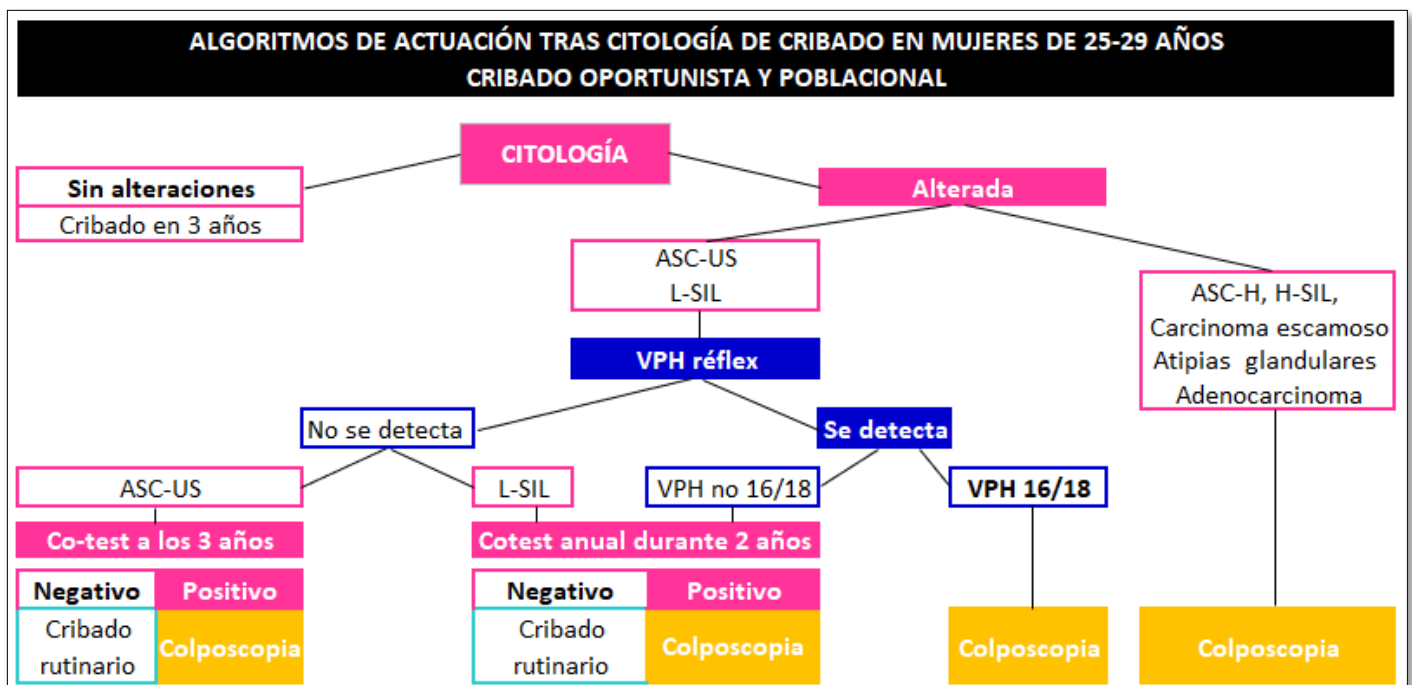 ALGORITMOS DE ACTUACIÓN TRAS CITOLOGÍA DE CRIBADO EN MUJERES DE 25-29 AÑOS
CRIBADO OPORTUNISTA Y POBLACIONAL
CITOLOGÍA
Sin alteraciones
Cribado en 3 años
Alterada
ASC-US
L-SIL
ASC-H, H-SIL,
Carcinoma escamoso
Atipias glandulares
Adenocarcinoma
VPH réflex
No se detecta
Se detecta
ASC-US
L-SIL
VPH no 16/18
VPH 16/18
Co-test a los 3 años
Cotest anual durante 2 años
Negativo
Positivo
Negativo
Positivo
Cribado
rutinario
Colposcopia
Cribado
rutinario
Colposcopia
Colposcopia
Colposcopia